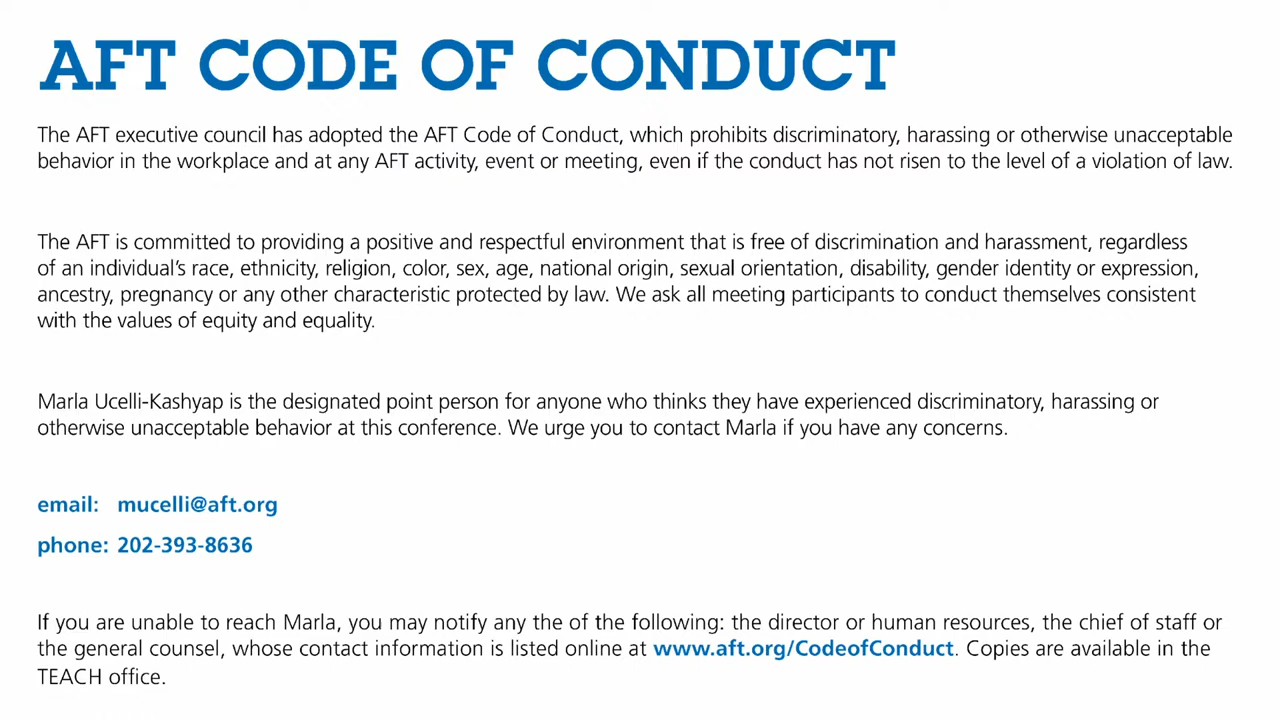 AFT CODE OF CONDUCT
The AFT executive council has adopted the AFT Code of Conduct, which prohibits discriminatory, harassing or otherwise unacceptable
behavior in the workplace and at any AFT activity, event or meeting, even if the conduct has not risen to the level of a violation of law.
The AFT is committed to providing a positive and respectful environment that is free of discrimination and harassment, regardless
of an individual's race, ethnicity, religion, color, sex, age, national origin, sexual orientation, disability, gender identity or expression,
ancestry, pregnancy or any other characteristic protected by law. We ask all meeting participants to conduct themselves consistent
with the values of equity and equality.
Marla Ucelli-Kashyap is the designated point person for anyone who thinks they have experienced discriminatory, harassing or
otherwise unacceptable behavior at this conference. We urge you to contact Marla if you have any concerns.
email: mucelli@aft.org
phone: 202-393-8636
If you are unable to reach Marla, you may notify any the of the following: the director or human resources, the chief of staff or
the general counsel, whose contact information is listed online at www.aft.org/CodeofConduct. Copies are available in the
TEACH office.